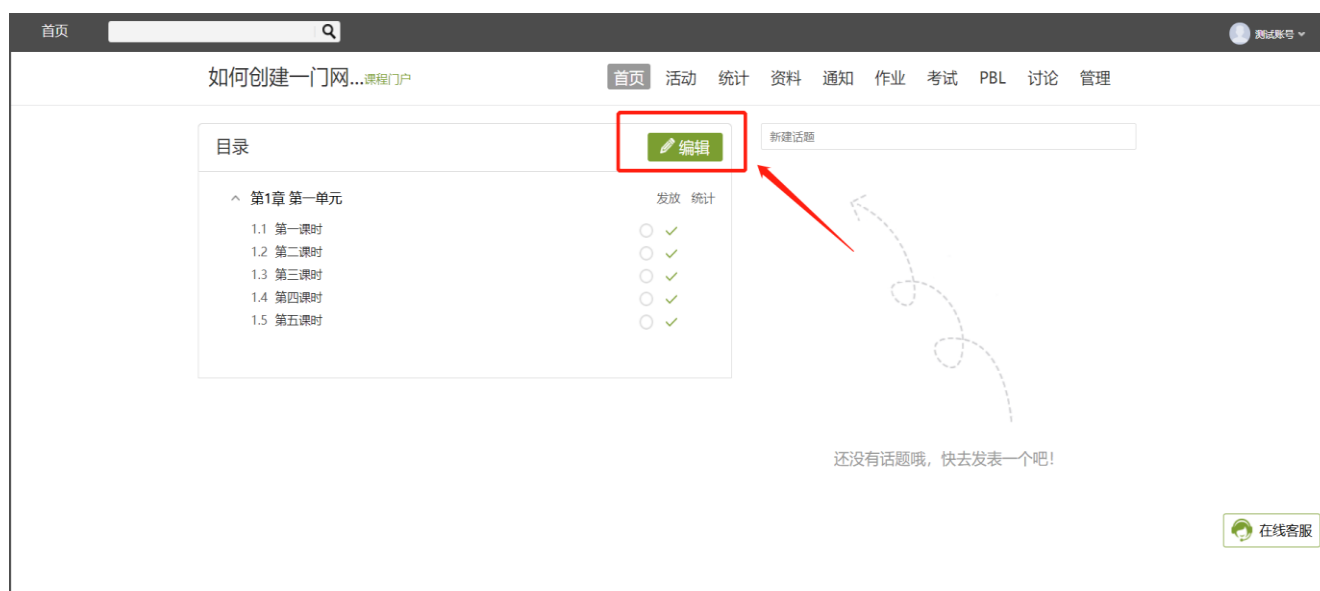 首页
测试账号
如何创建一门网...课程门户
首页 活动 统计 资料 通知 作业 考试 PBL 讨论 管理
目录
编辑
新建话题
第1章 第一单元
发放 统计
1.1 第一课时
1.2 第二课时
1.3 第三课时
1.4 第四课时
1.5 第五课时
还没有话题哦，快去发表一个吧！
在线客服